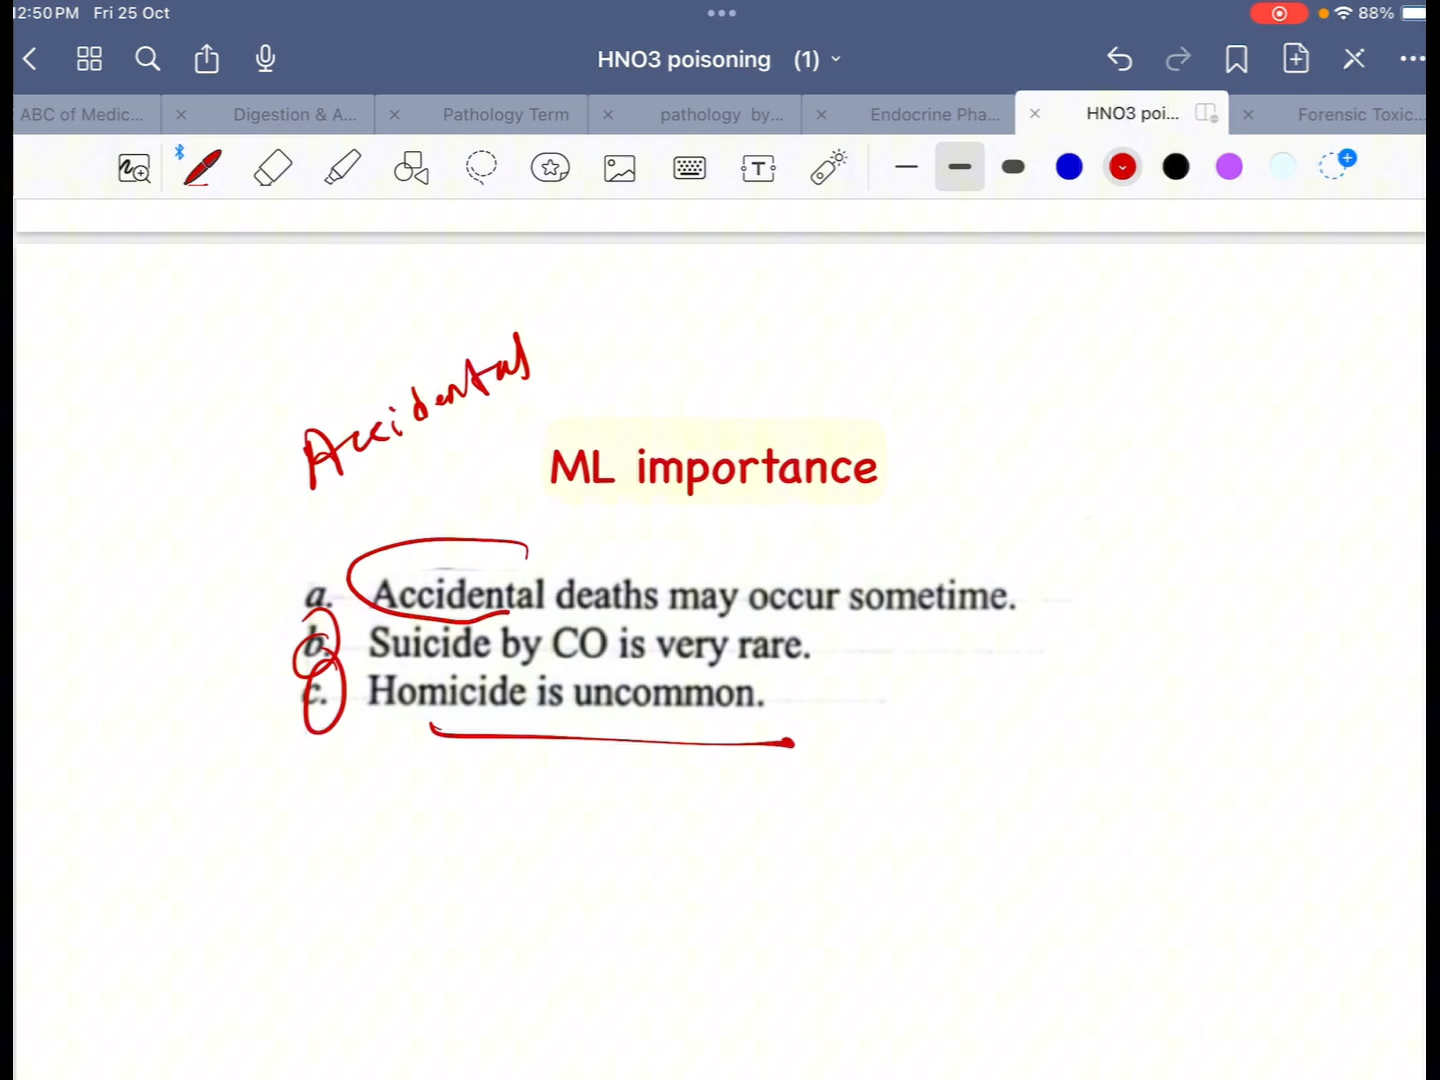 12:50 PM Fri 25 Oct
88%
HNO3 poisoning (1)
ABC of Medic...
Digestion & A...
Pathology Term
pathology by...
Endocrine Pha...
HNO3 poi...
Forensic Toxic...
T
Accidental
ML importance
a. Accidental deaths may occur sometime.
b. Suicide by CO is very rare.
c. Homicide is uncommon.